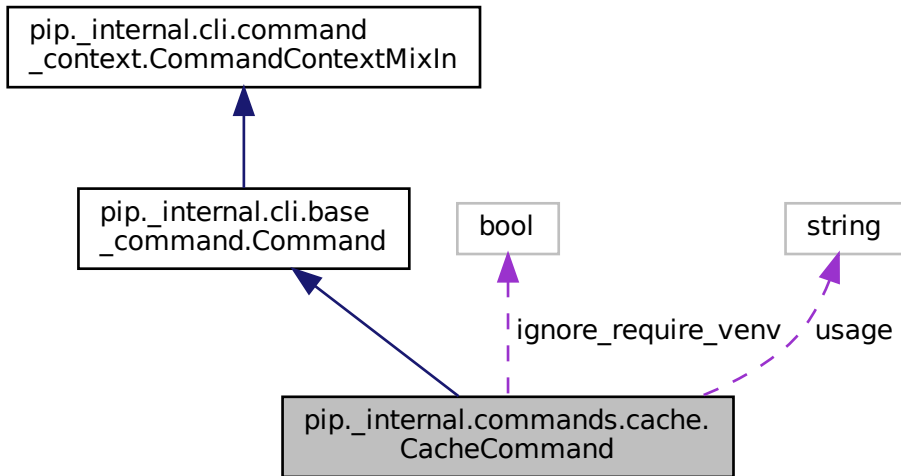 pip._internal.cli.command
_context.CommandContextMixIn
pip._internal.cli.base
_command.Command
bool
string
ignore_require_venv
usage
pip._internal.commands.cache.
CacheCommand